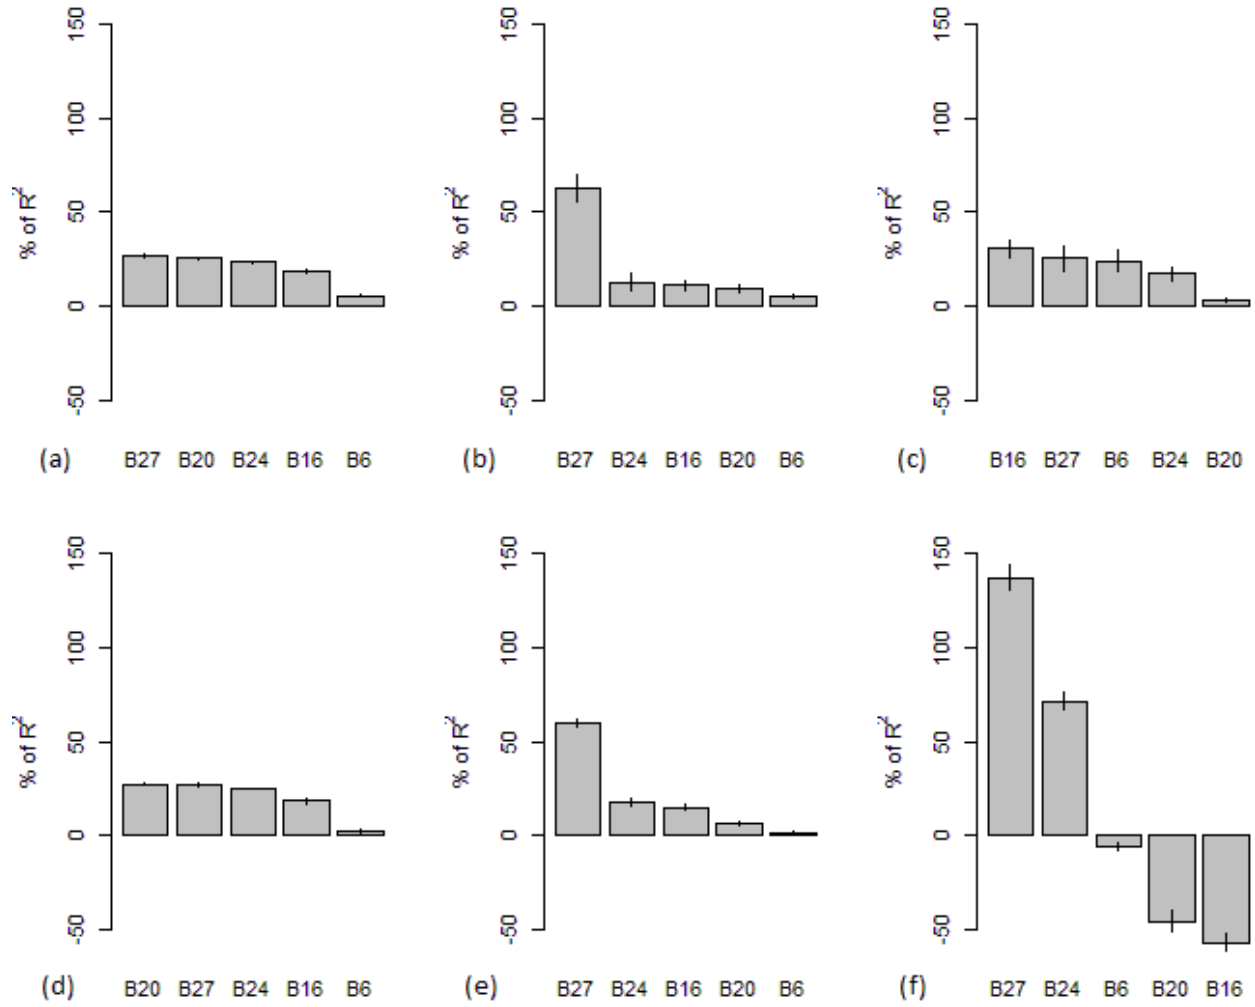 150
100
50
0
-50
% of R²
(a) B27 B20 B24 B16 B6
150
100
50
0
-50
% of R²
(b) B27 B24 B16 B20 B6
150
100
50
0
-50
% of R²
(c) B16 B27 B6 B24 B20
150
100
50
0
-50
% of R²
(d) B20 B27 B24 B16 B6
150
100
50
0
-50
% of R²
(e) B27 B24 B16 B20 B6
150
100
50
0
-50
% of R²
(f) B27 B24 B6 B20 B16